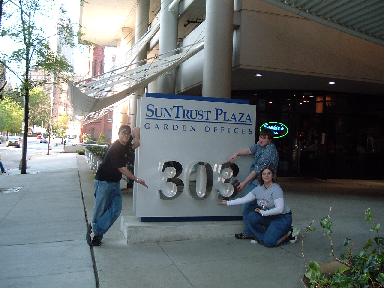 SUNTRUST PLAZA
GARDEN OFFICES
303